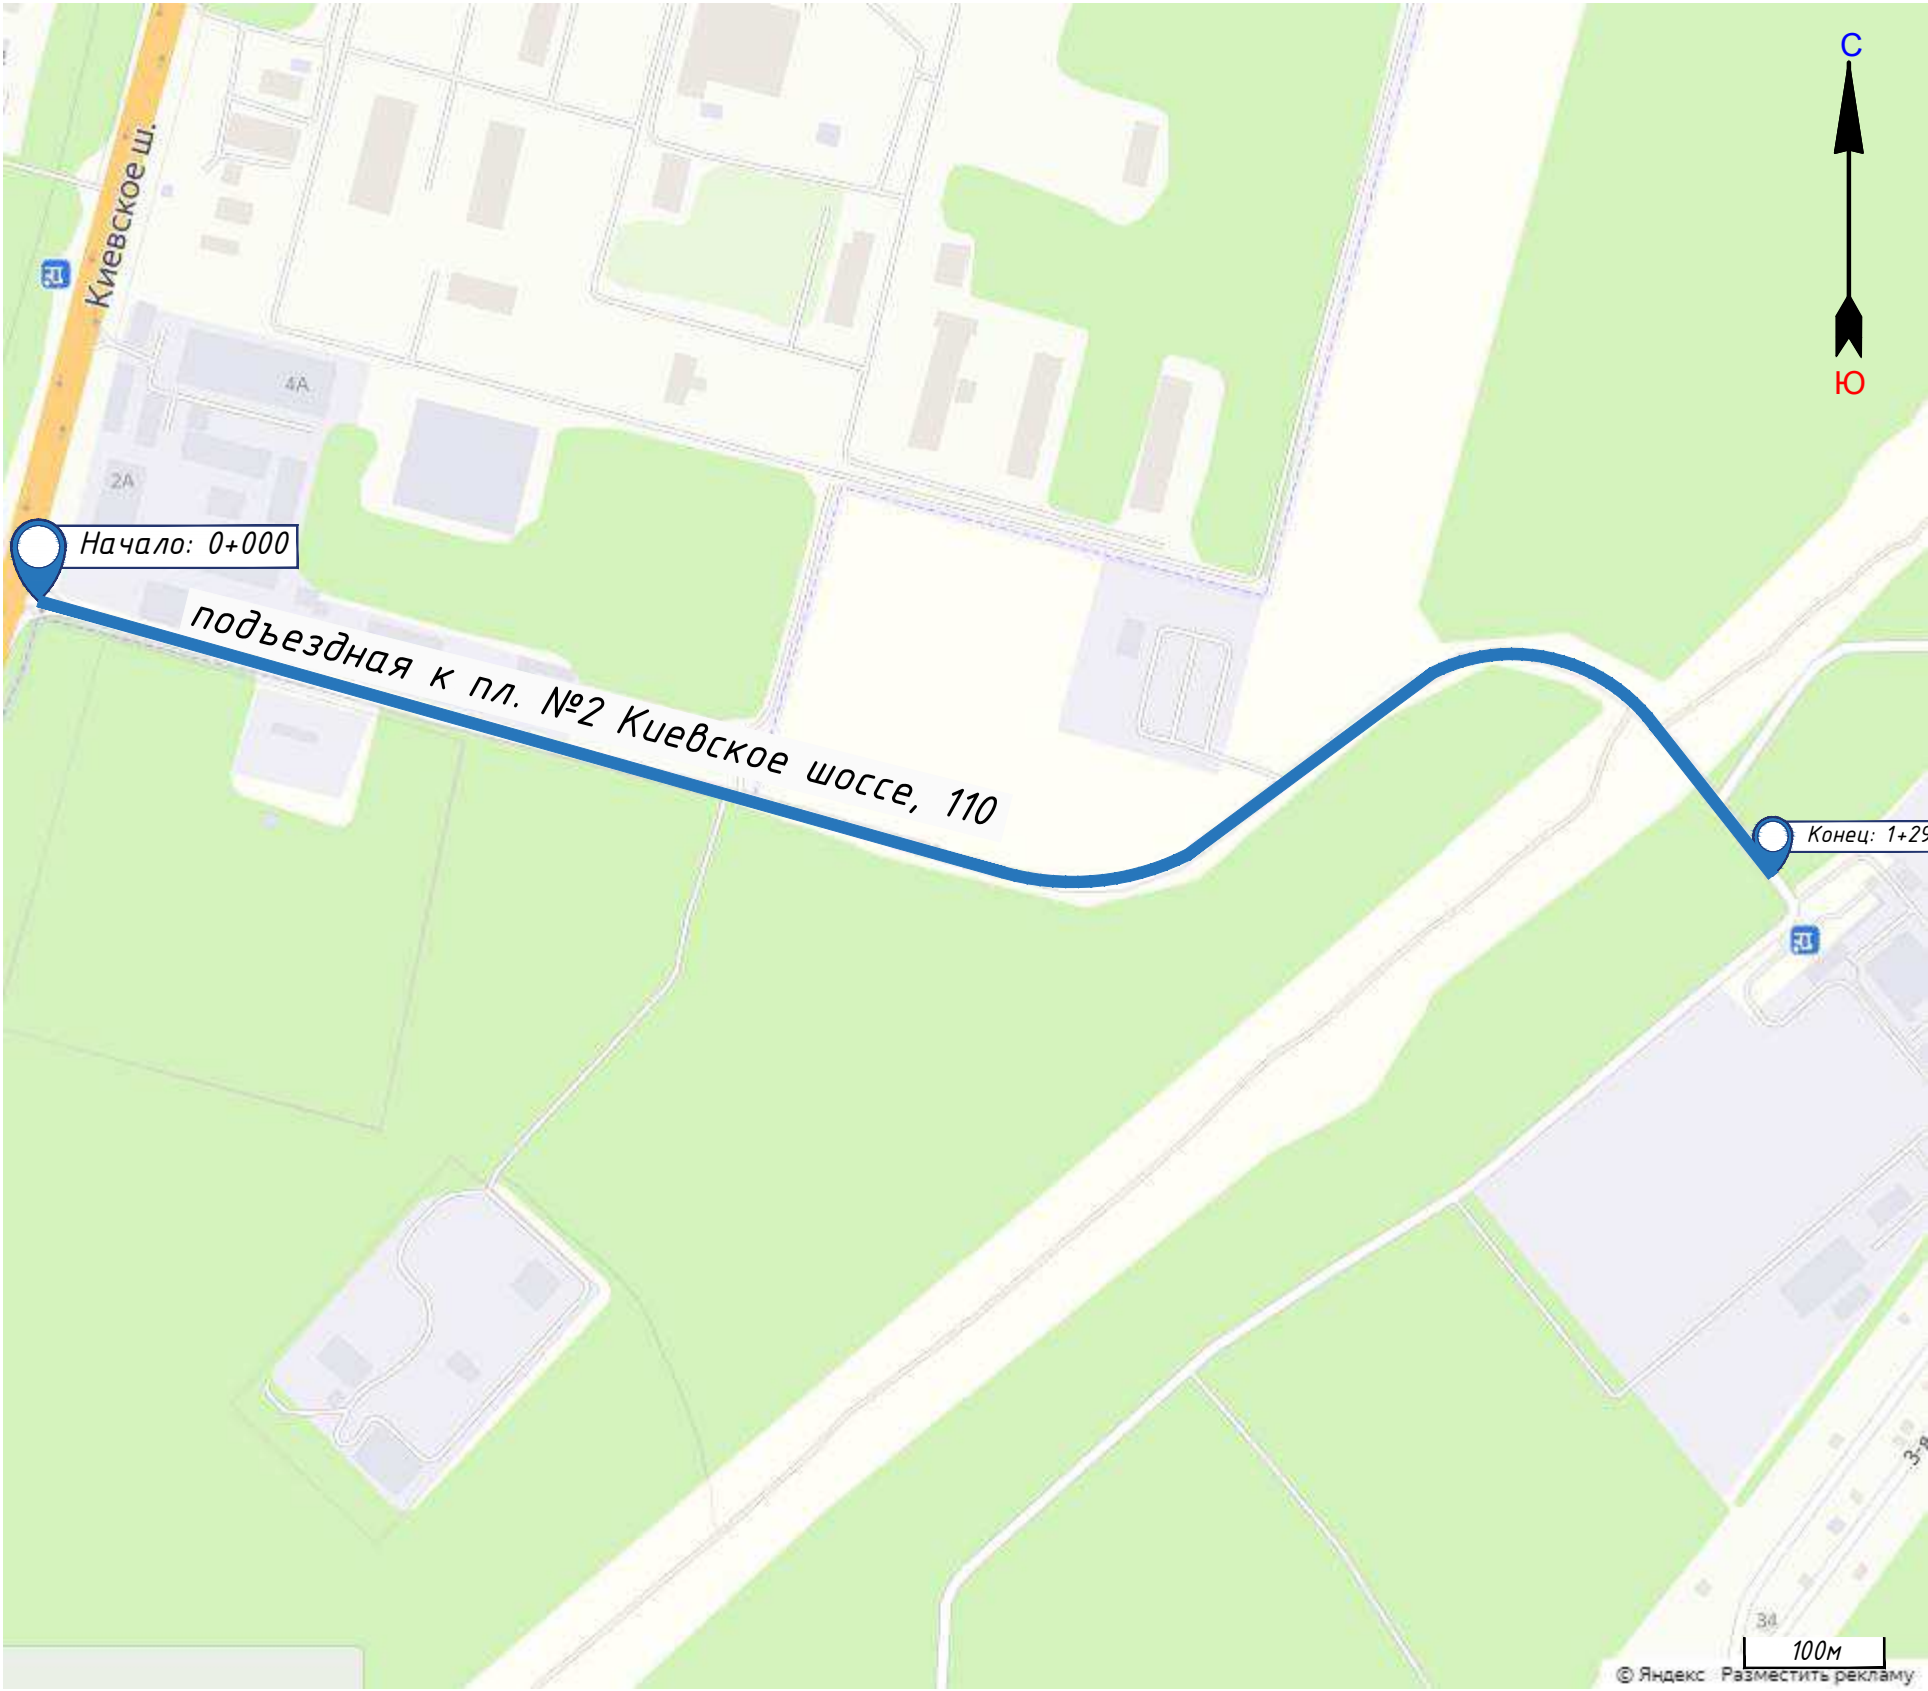 С
Киевское ш.
Ю
4А
2А
Начало: 0+000
подъездная к пл. №2 Киевское шоссе, 110
Конец: 1+29
3-я
34
100м
© Яндекс Разместить рекламу